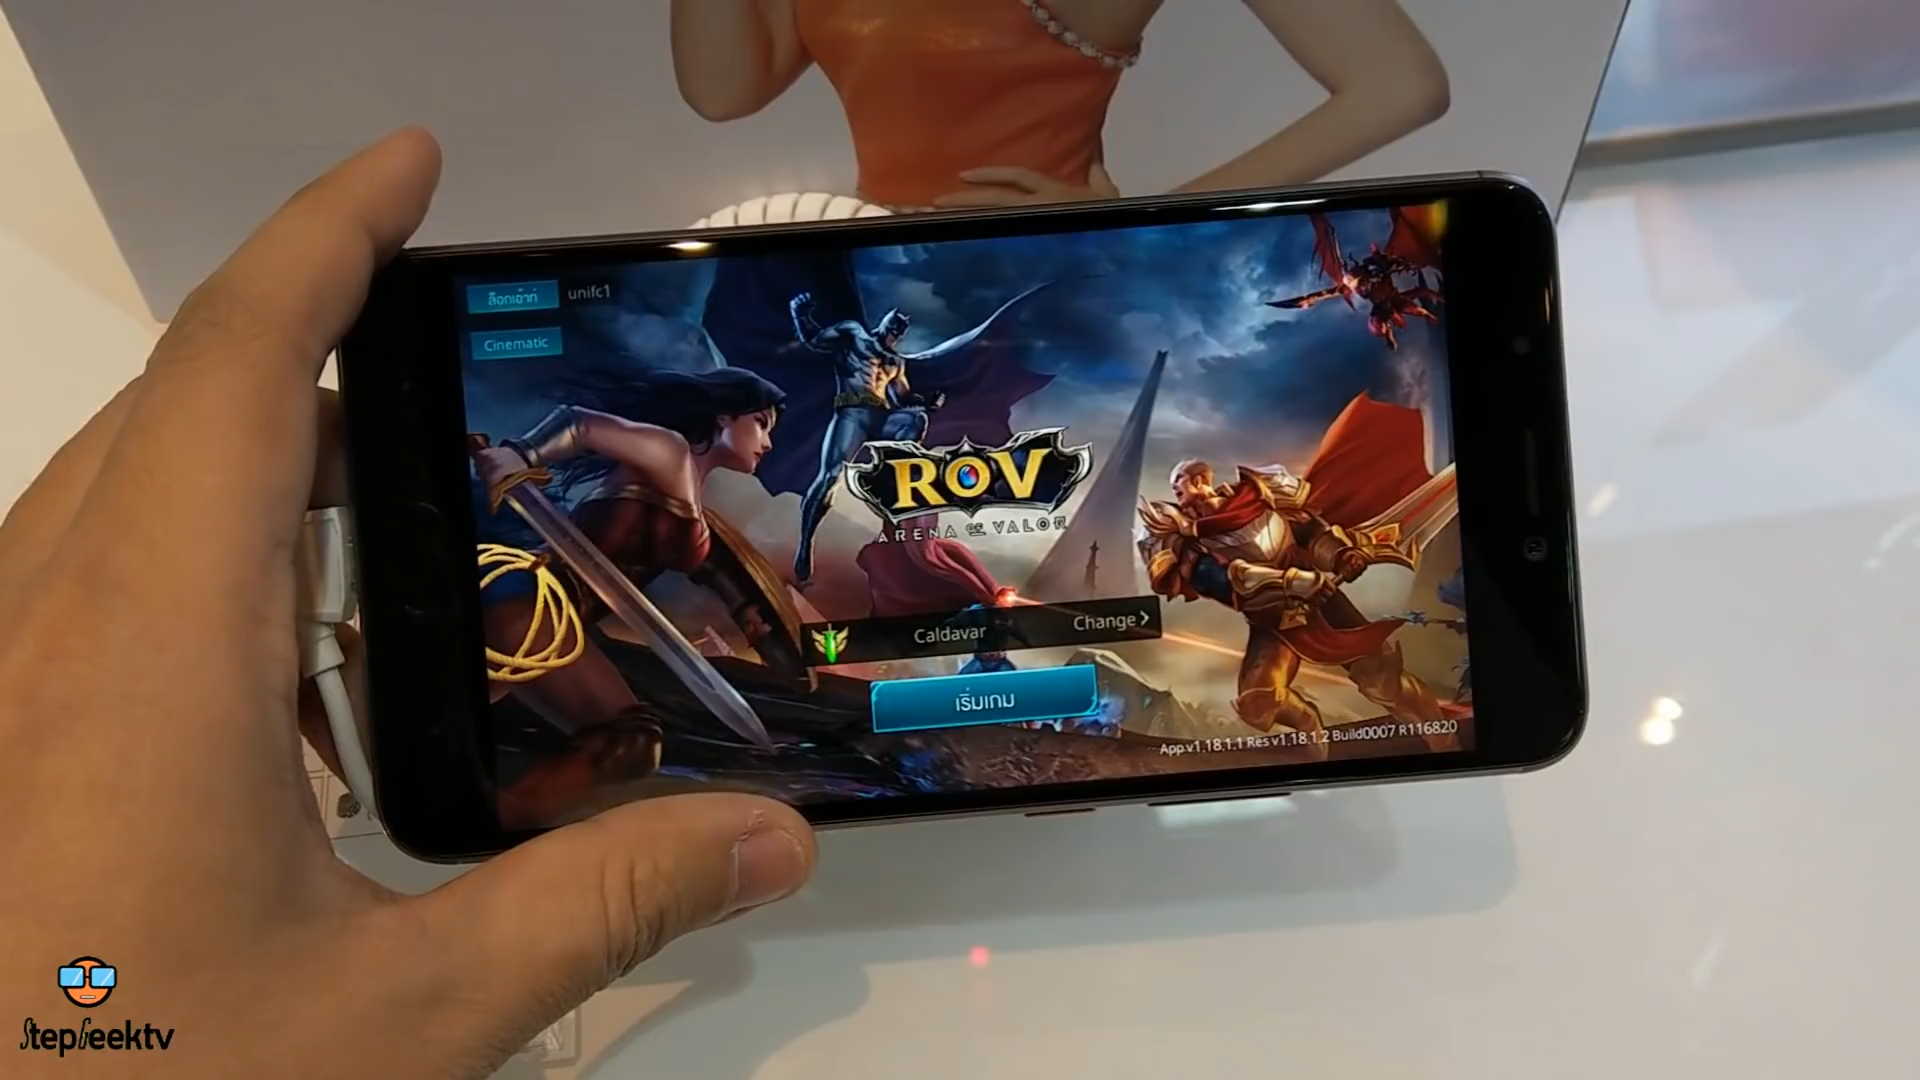 ล็อกเอ้าท์ unifc1
Cinematic
ROV
ARENA OF VALOR
Caldavar Change
เริ่มเกม
App v1.18.1.1 Res v1.18.1.2 Build0007 R116820
StepGeektv